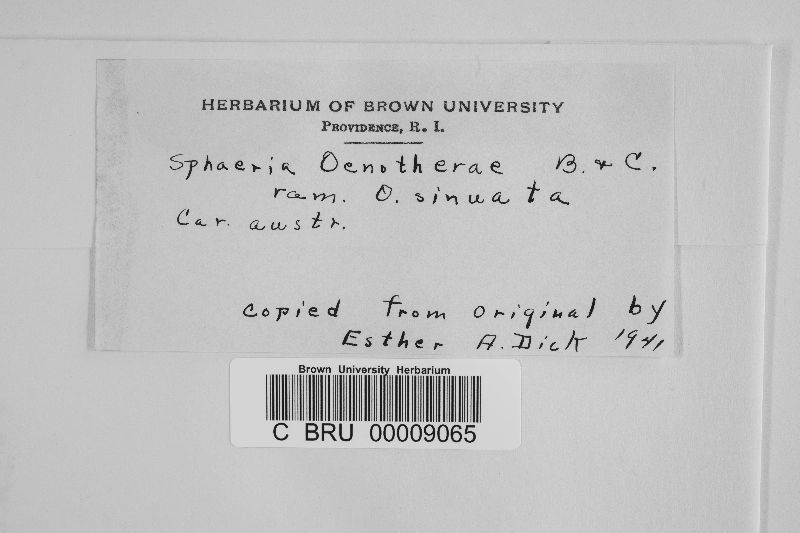 HERBARIUM OF BROWN UNIVERSITY
PROVIDENCE, R. I.
Sphaeria Oenotherae B. & C.
ram. O. sinuata
Car. austr.
copied from original by
Esther A. Dick 1941
Brown University Herbarium
C BRU 00009065